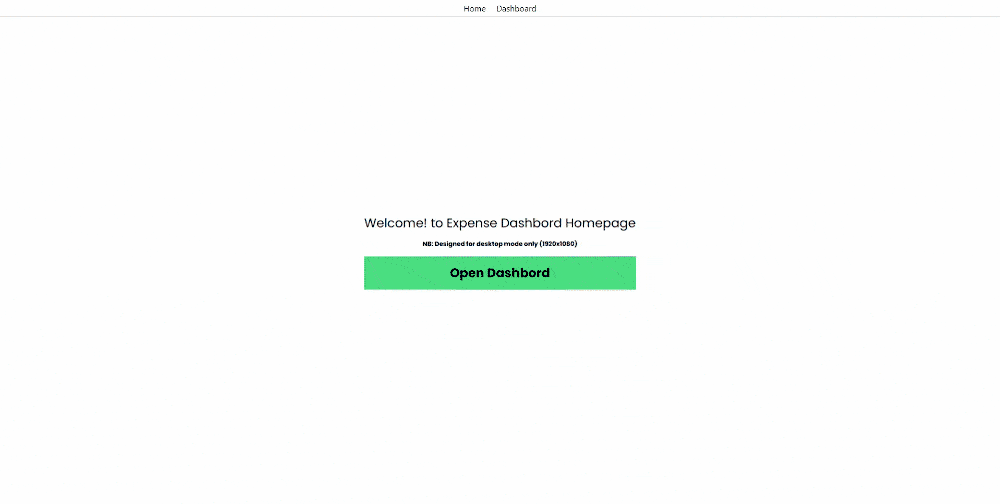 Home Dashboard
Welcome! to Expense Dashbord Homepage
NB: Designed for desktop mode only (1920x1080)
Open Dashbord